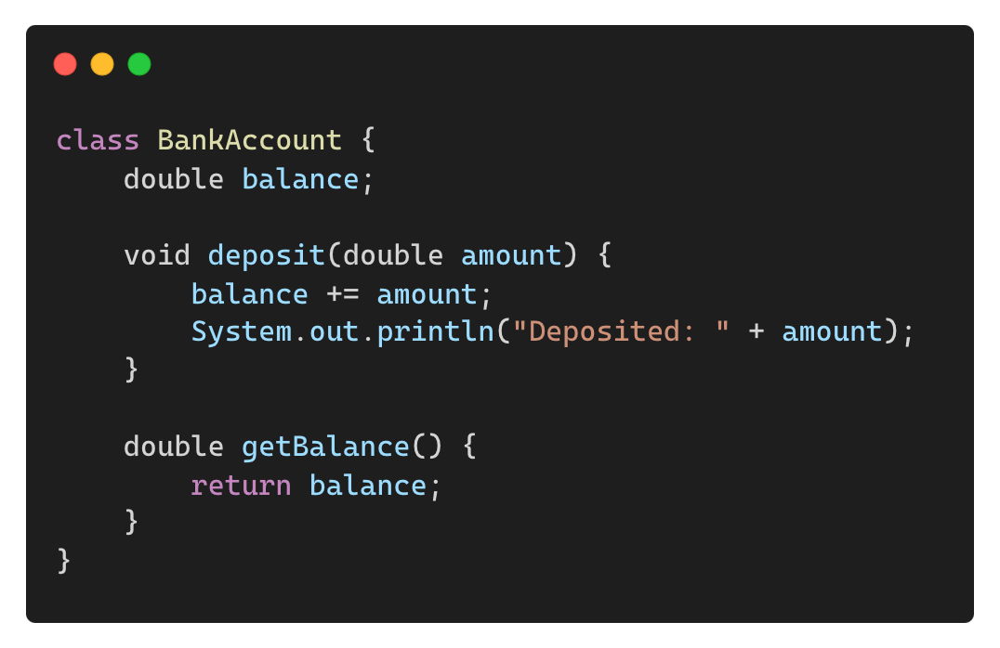 class BankAccount {
    double balance;

    void deposit(double amount) {
        balance += amount;
        System.out.println("Deposited: " + amount);
    }

    double getBalance() {
        return balance;
    }
}